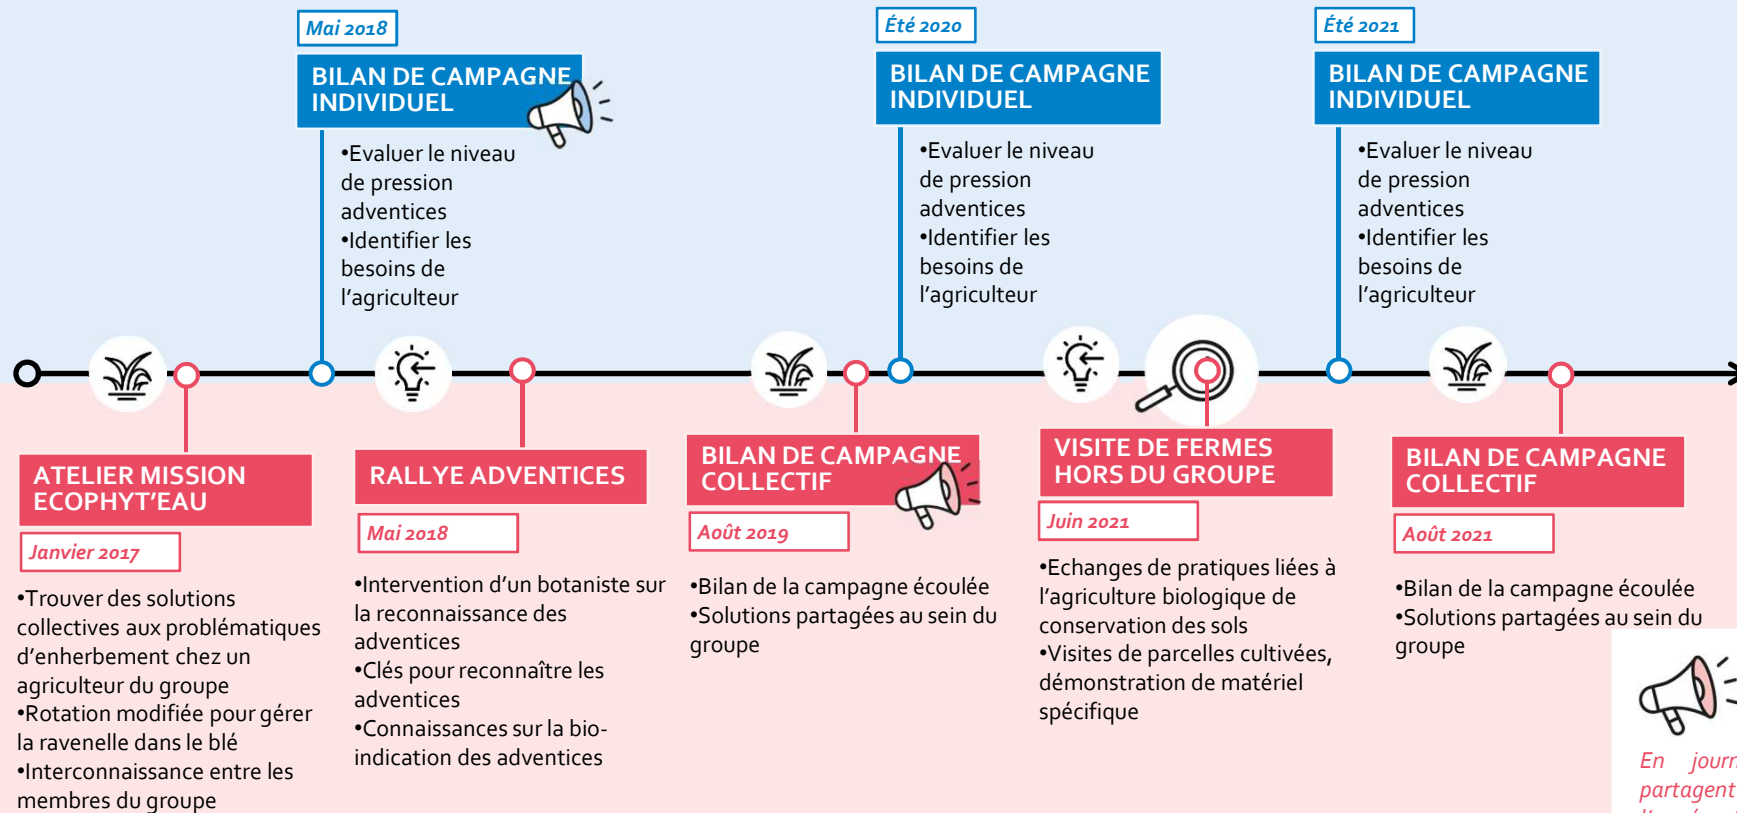 Mai 2018
BILAN DE CAMPAGNE
INDIVIDUEL
•Evaluer le niveau
de pression
adventices
•Identifier les
besoins de
l'agriculteur
Été 2020
BILAN DE CAMPAGNE
INDIVIDUEL
•Evaluer le niveau
de pression
adventices
•Identifier les
besoins de
l'agriculteur
Été 2021
BILAN DE CAMPAGNE
INDIVIDUEL
•Evaluer le niveau
de pression
adventices
•Identifier les
besoins de
l'agriculteur
ATELIER MISSION
ECOPHYT'EAU
Janvier 2017
•Trouver des solutions
collectives aux problématiques
d'enherbement chez un
agriculteur du groupe
•Rotation modifiée pour gérer
la ravenelle dans le blé
•Interconnaissance entre les
membres du groupe
RALLYE ADVENTICES
Mai 2018
•Intervention d'un botaniste sur
la reconnaissance des
adventices
•Clés pour reconnaître les
adventices
•Connaissances sur la bio-
indication des adventices
BILAN DE CAMPAGNE
COLLECTIF
Août 2019
•Bilan de la campagne écoulée
•Solutions partagées au sein du
groupe
VISITE DE FERMES
HORS DU GROUPE
Juin 2021
•Echanges de pratiques liées à
l'agriculture biologique de
conservation des sols
•Visites de parcelles cultivées,
démonstration de matériel
spécifique
BILAN DE CAMPAGNE
COLLECTIF
Août 2021
•Bilan de la campagne écoulée
•Solutions partagées au sein du
groupe
En journ
partagent